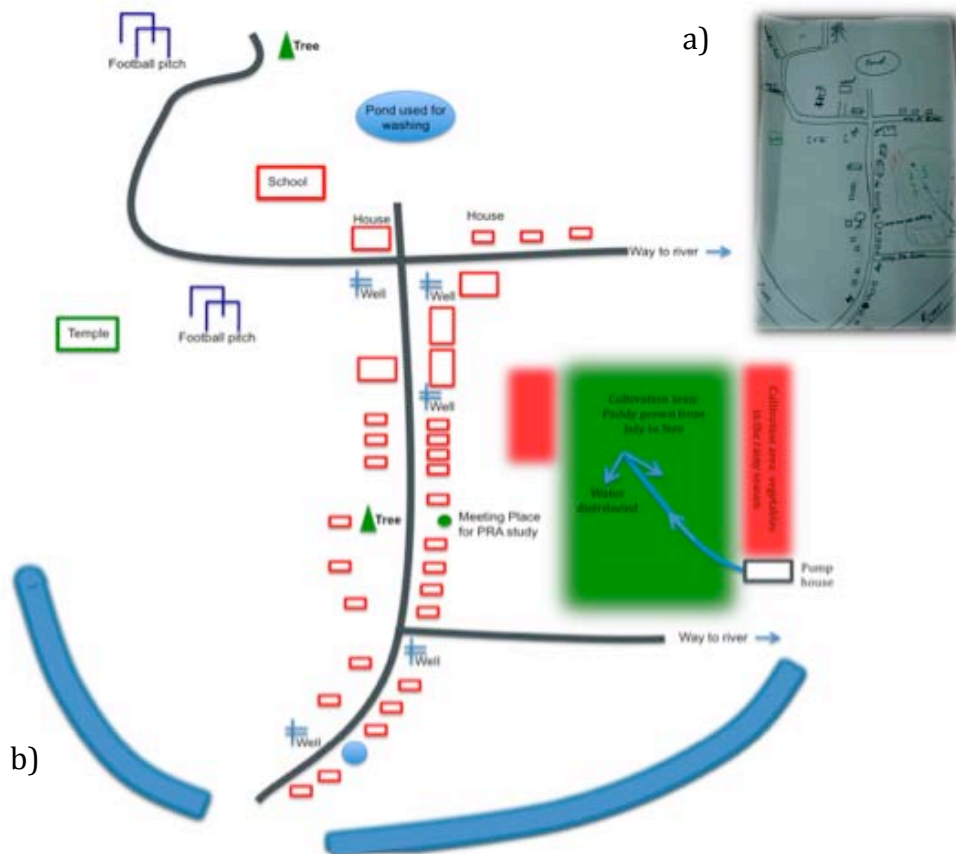 a)
Tree
Football pitch
Pond used for
washing
School
House
House
Way to river
Well
Well
Temple
Football pitch
Well
Cultivation area
Paddy grown from
July to Nov
Cultivation area: vegetables
in the rainy season
Water
distributed
Tree
Meeting Place
for PRA study
Pump
house
Way to river
Well
Well
b)